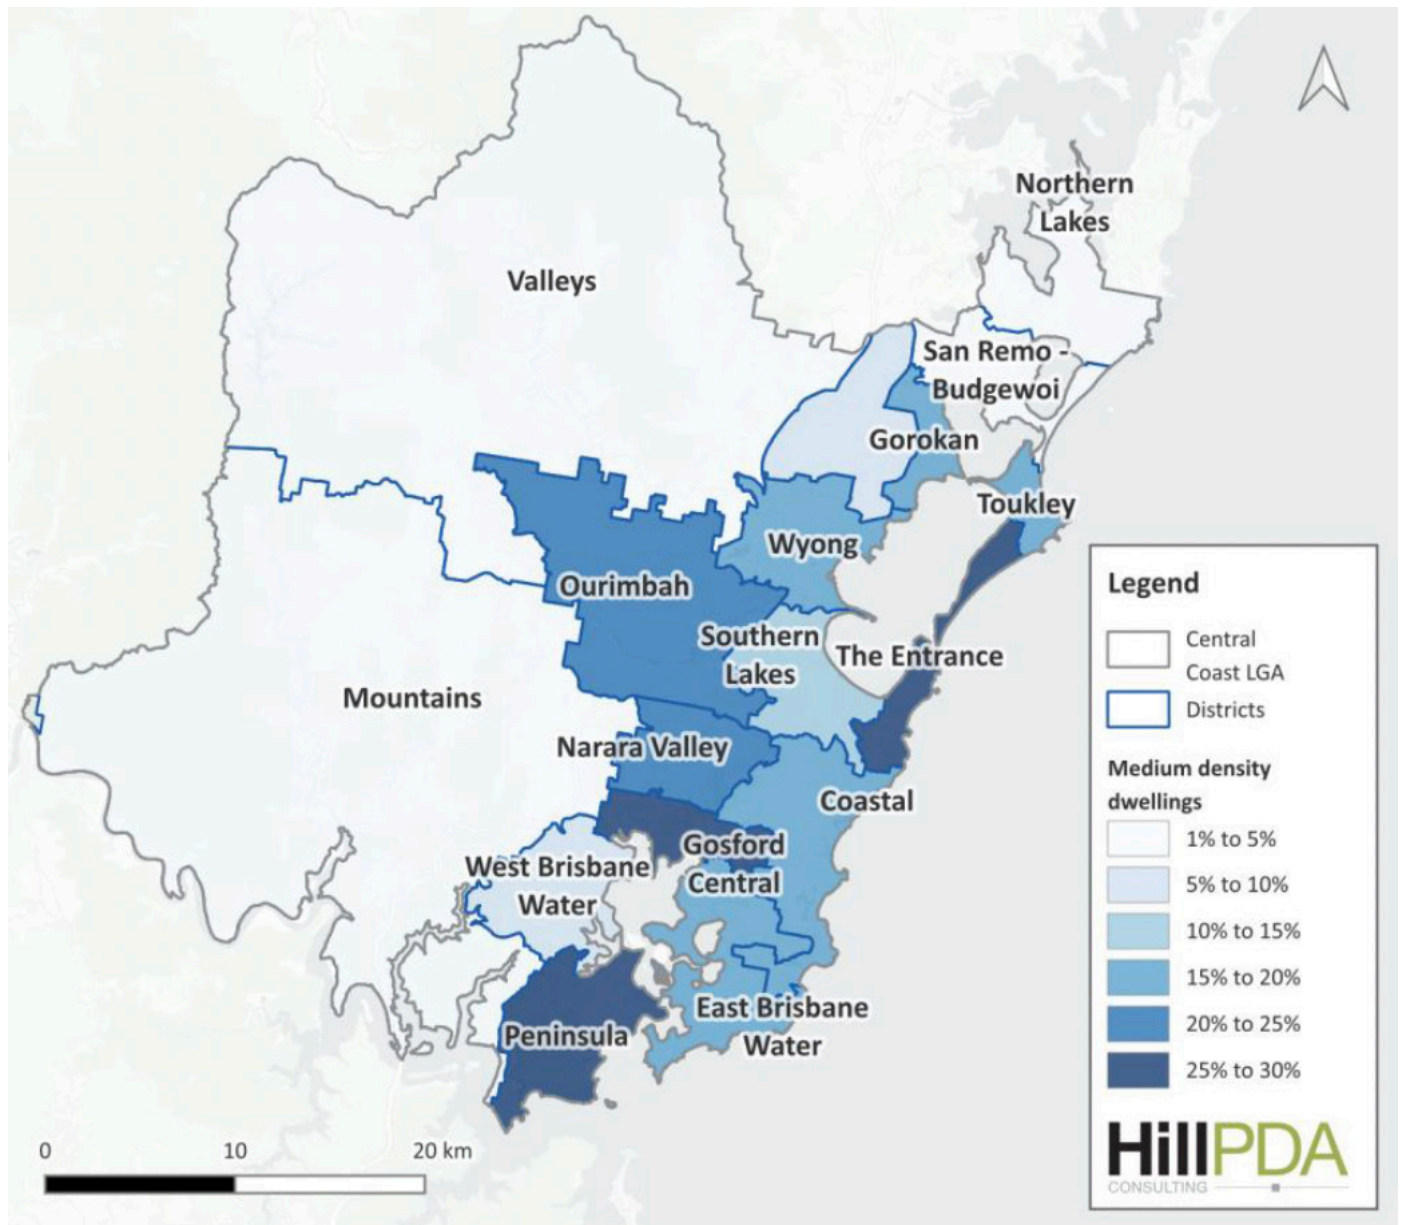 Northern
Lakes
Valleys
San Remo -
Budgewoi
Gorokan
Toukley
Wyong
Ourimbah
Southern
Lakes
The Entrance
Mountains
Narara Valley
Coastal
Gosford
Central
West Brisbane
Water
East Brisbane
Water
Peninsula
0 10 20 km
Legend
Central
Coast LGA
Districts
Medium density
dwellings
1% to 5%
5% to 10%
10% to 15%
15% to 20%
20% to 25%
25% to 30%
HillPDA
CONSULTING